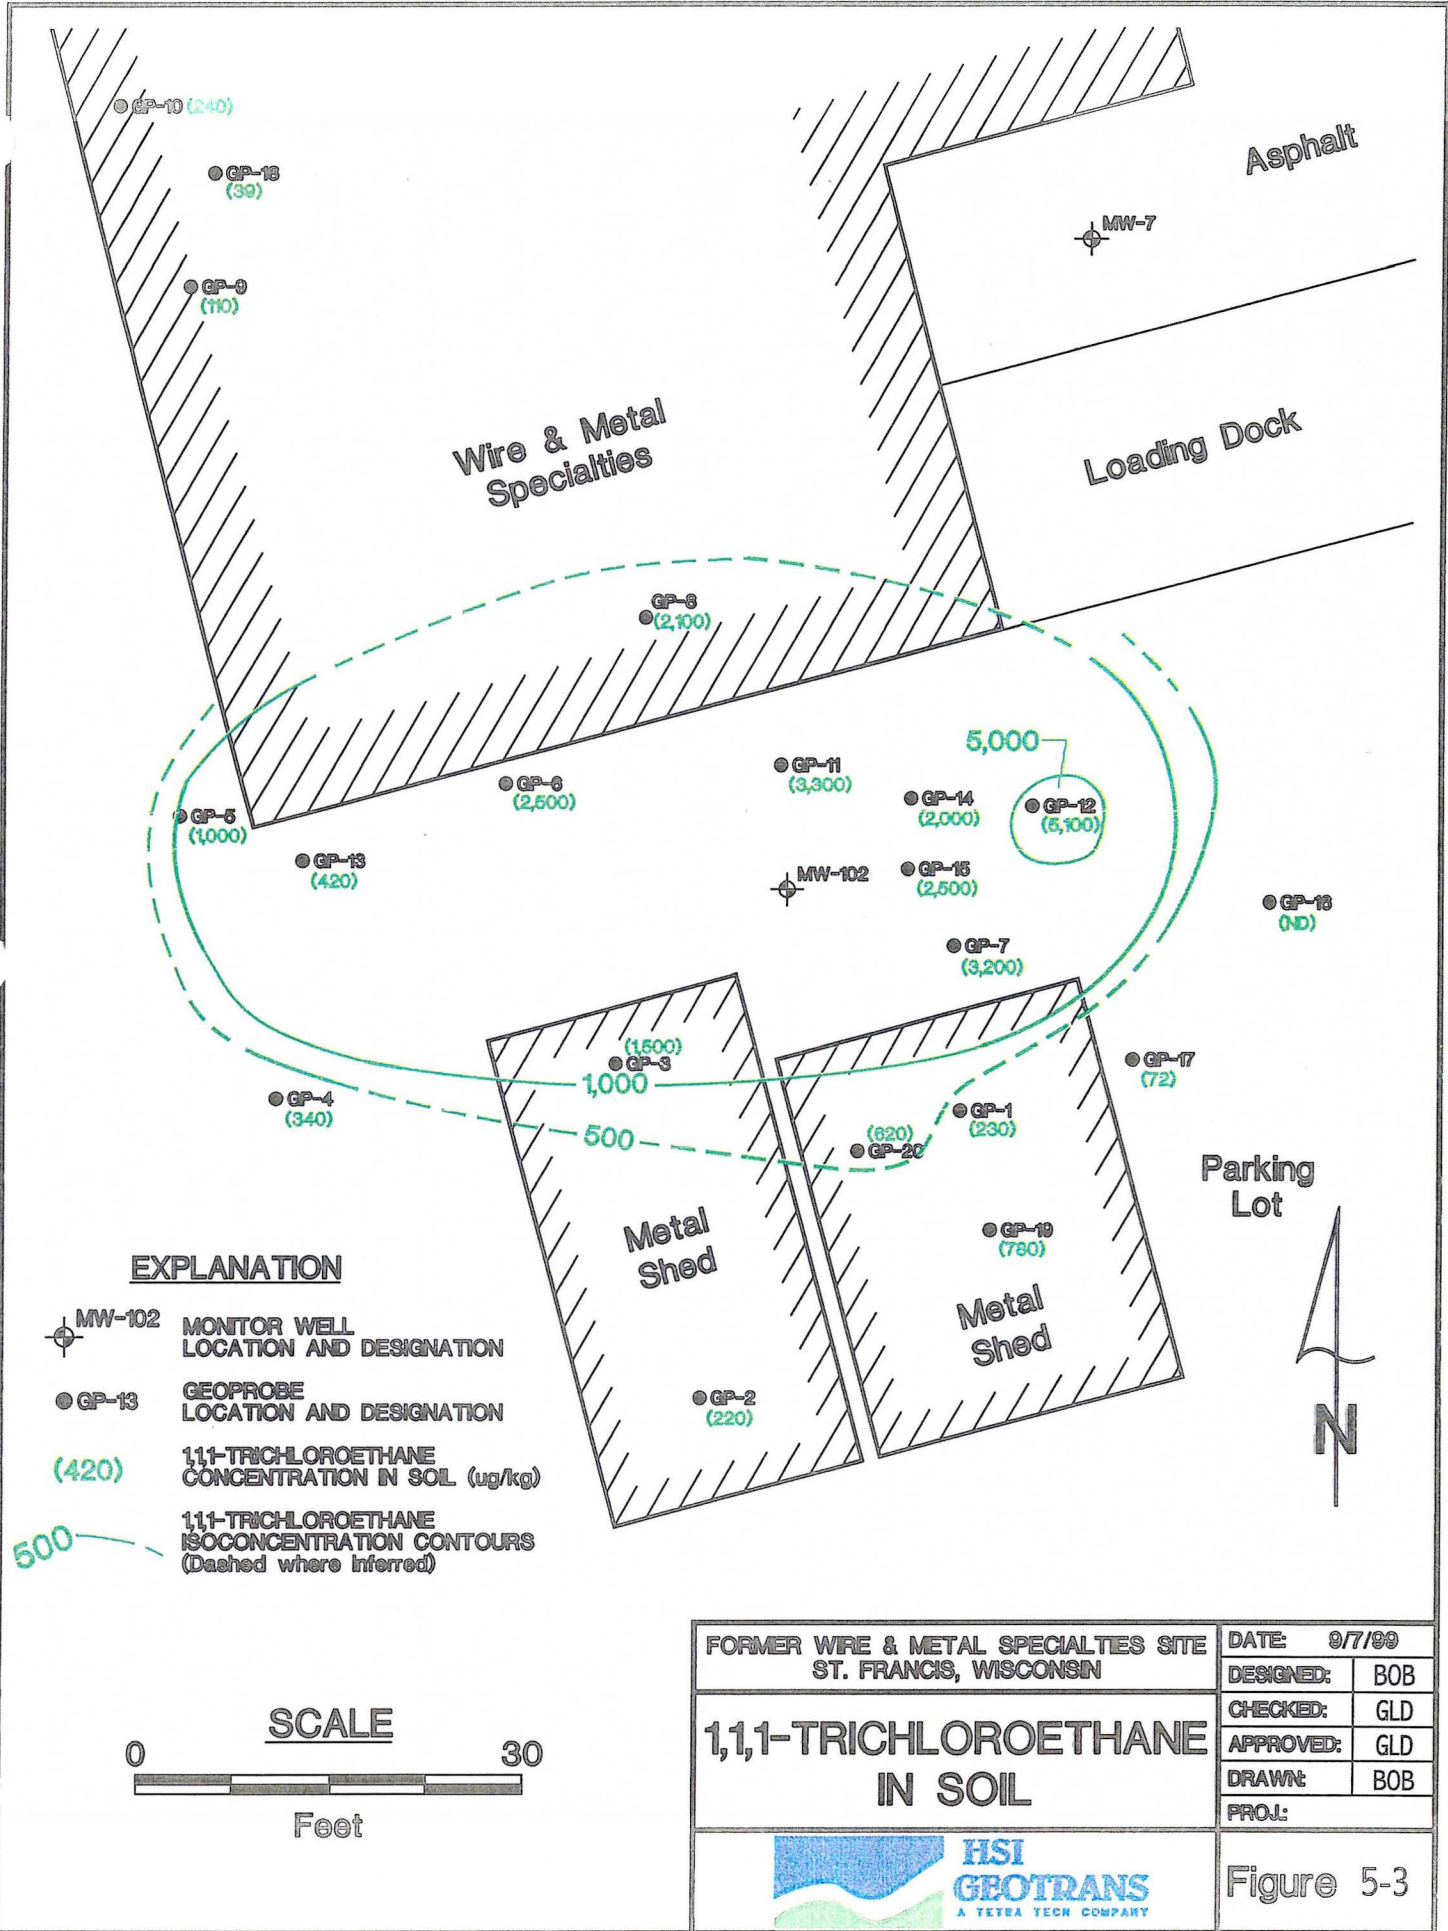 GP-10 (240)
GP-18
(39)
GP-9
(110)
Asphalt
MW-7
Wire & Metal
Specialties
Loading Dock
GP-8
(2,100)
5,000
GP-11
(3,300)
GP-6
(2,500)
GP-14
(2,000)
GP-12
(5,100)
GP-5
(1,000)
GP-13
(420)
MW-102
GP-15
(2,500)
GP-18
(ND)
GP-7
(3,200)
(1,500)
GP-3
1,000
GP-17
(72)
GP-4
(340)
GP-1
(230)
500
(620)
GP-20
Parking
Lot
Metal
Shed
GP-19
(780)
Metal
Shed
GP-2
(220)
N
EXPLANATION
MW-102
MONITOR WELL
LOCATION AND DESIGNATION
GP-13
GEOPROBE
LOCATION AND DESIGNATION
(420)
1,1,1-TRICHLOROETHANE
CONCENTRATION IN SOIL (ug/kg)
500
1,1,1-TRICHLOROETHANE
ISOCONCENTRATION CONTOURS
(Dashed where inferred)
SCALE
0 30
Feet
FORMER WIRE & METAL SPECIALTIES SITE
ST. FRANCIS, WISCONSIN
1,1,1-TRICHLOROETHANE
IN SOIL
DATE: 9/7/99
DESIGNED: BOB
CHECKED: GLD
APPROVED: GLD
DRAWN: BOB
PROJ.:
HSI
GEOTRANS
A TETRA TECH COMPANY
Figure 5-3